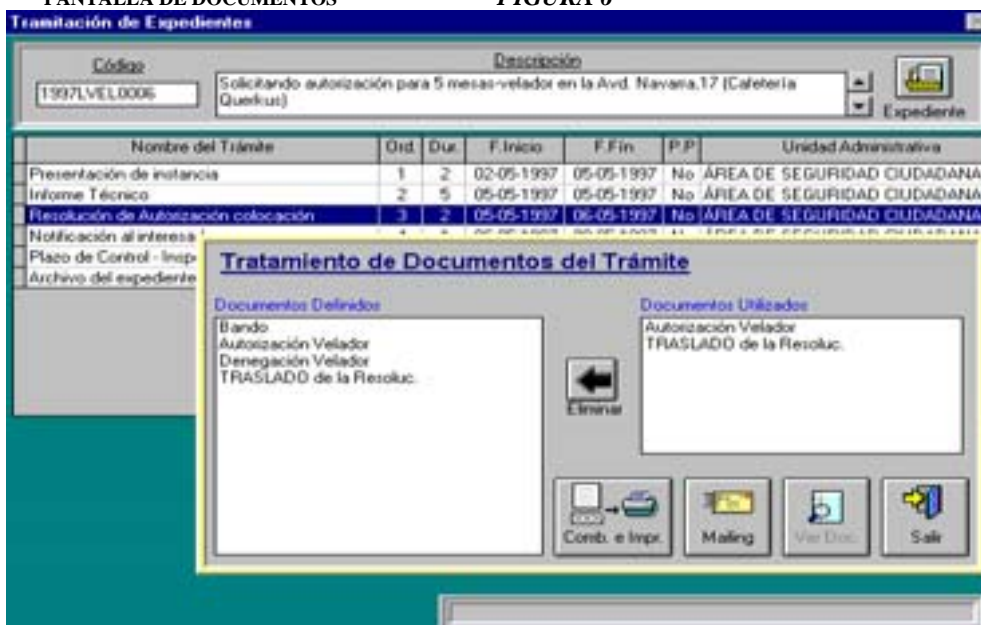 PANTALLA DE DOCUMENTOS FIGURA 6
Tramitación de Expedientes
Código Descripción
1997LVEL0006 Solicitando autorización para 5 mesas-velador en la Avd. Navarra,17 (Cafetería
Querkus)
Expediente
Nombre del Trámite Ord. Dur. F.Inicio F.Fín P.P Unidad Administrativa
Presentación de instancia 1 2 02-05-1997 05-05-1997 No ÁREA DE SEGURIDAD CIUDADANA
Informe Técnico 2 5 05-05-1997 05-05-1997 No ÁREA DE SEGURIDAD CIUDADANA
Resolución de Autorización colocación 3 2 05-05-1997 06-05-1997 No ÁREA DE SEGURIDAD CIUDADANA
Notificación al interesa
Plazo de Control - Insp
Archivo del expediente
Tratamiento de Documentos del Trámite
Documentos Definidos
Bando
Autorización Velador
Denegación Velador
TRASLADO de la Resoluc.
Eliminar
Documentos Utilizados
Autorización Velador
TRASLADO de la Resoluc.
Comb. e Impr. Mailing Ver Doc. Salir